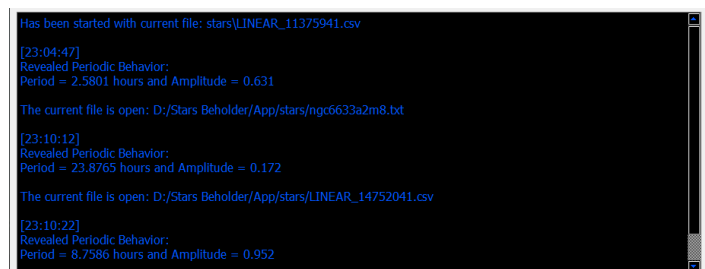 Has been started with current file: stars\LINEAR_11375941.csv
[23:04:47]
Revealed Periodic Behavior:
Period = 2.5801 hours and Amplitude = 0.631
The current file is open: D:/Stars Beholder/App/stars/ngc6633a2m8.txt
[23:10:12]
Revealed Periodic Behavior:
Period = 23.8765 hours and Amplitude = 0.172
The current file is open: D:/Stars Beholder/App/stars/LINEAR_14752041.csv
[23:10:22]
Revealed Periodic Behavior:
Period = 8.7586 hours and Amplitude = 0.952